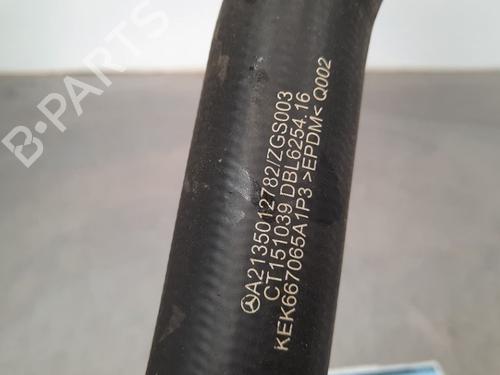 A2135012782/ZGS003
CT151039 DBL6254.16
KEK667065A1P3 >EPDM< Q002
B-PARTS